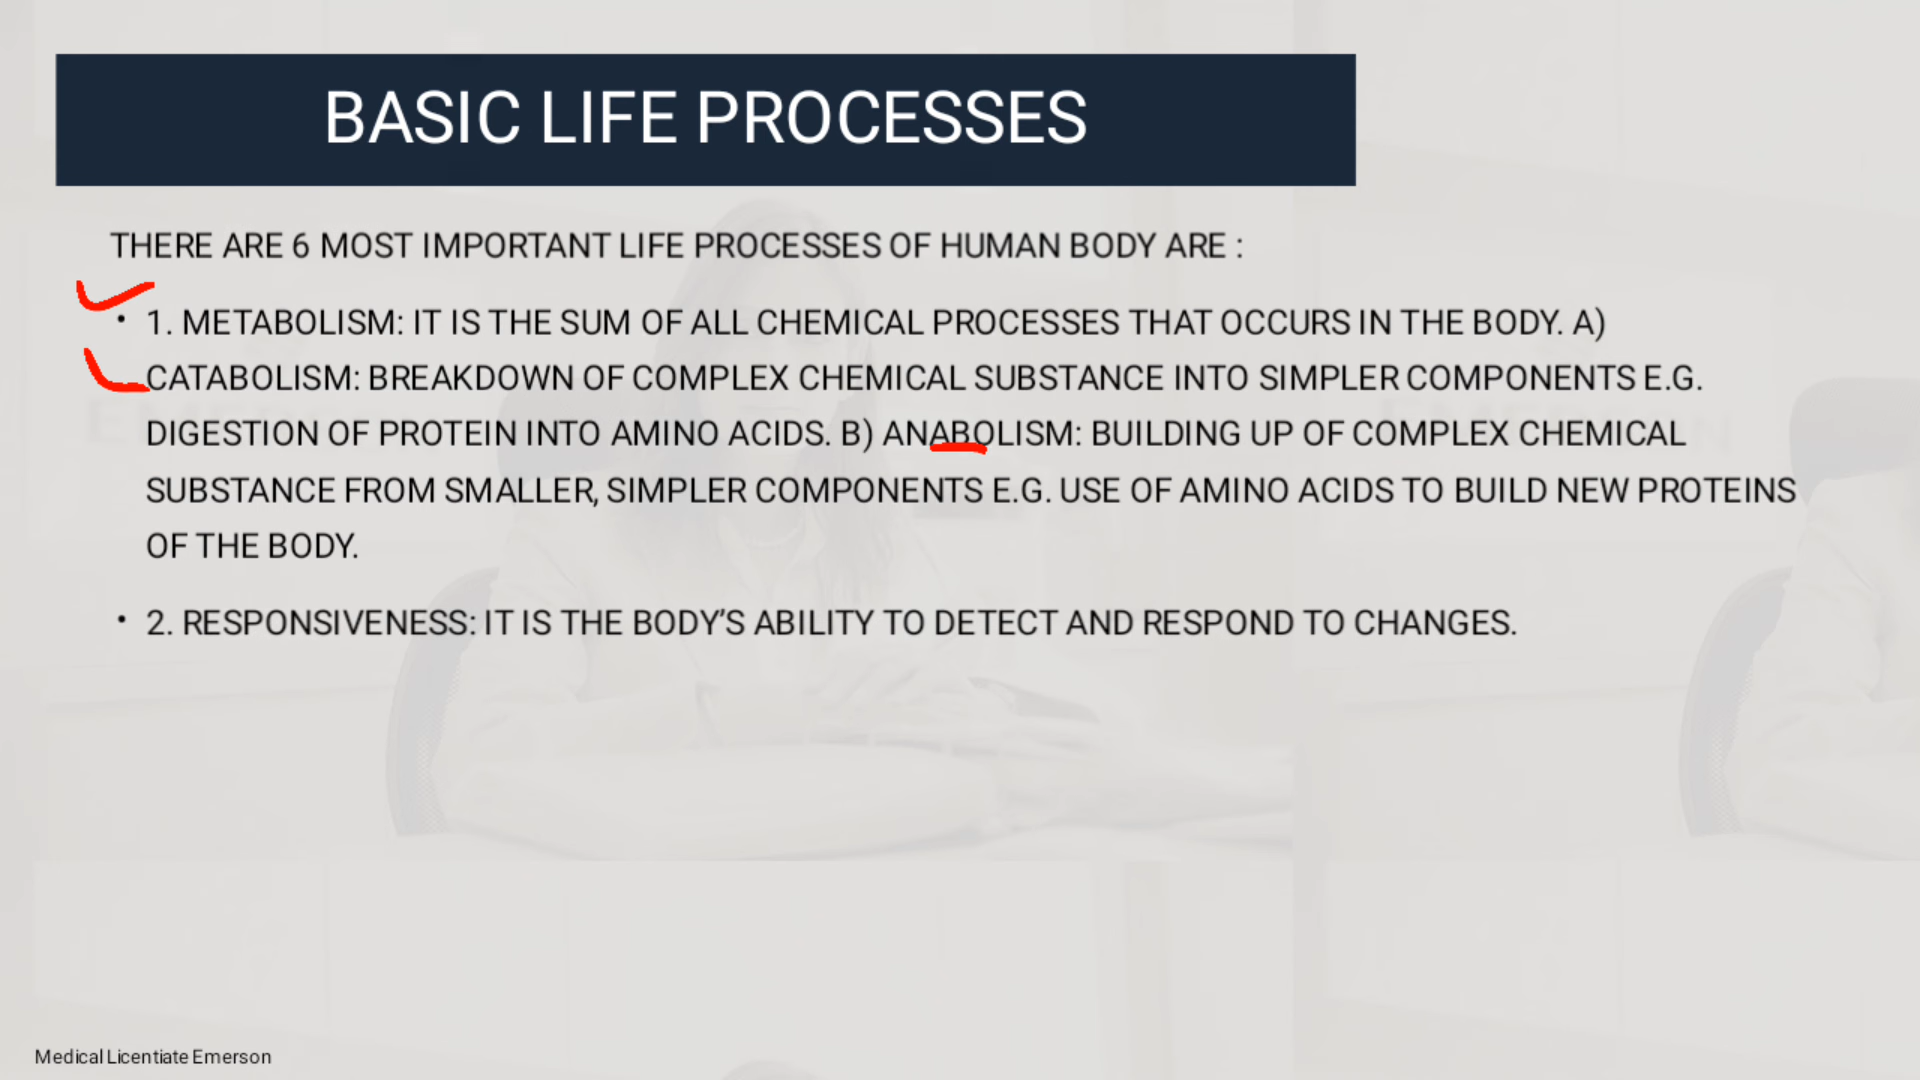 BASIC LIFE PROCESSES
THERE ARE 6 MOST IMPORTANT LIFE PROCESSES OF HUMAN BODY ARE :
• 1. METABOLISM: IT IS THE SUM OF ALL CHEMICAL PROCESSES THAT OCCURS IN THE BODY. A)
CATABOLISM: BREAKDOWN OF COMPLEX CHEMICAL SUBSTANCE INTO SIMPLER COMPONENTS E.G.
DIGESTION OF PROTEIN INTO AMINO ACIDS. B) ANABOLISM: BUILDING UP OF COMPLEX CHEMICAL
SUBSTANCE FROM SMALLER, SIMPLER COMPONENTS E.G. USE OF AMINO ACIDS TO BUILD NEW PROTEINS
OF THE BODY.
• 2. RESPONSIVENESS: IT IS THE BODY’S ABILITY TO DETECT AND RESPOND TO CHANGES.
Medical Licentiate Emerson